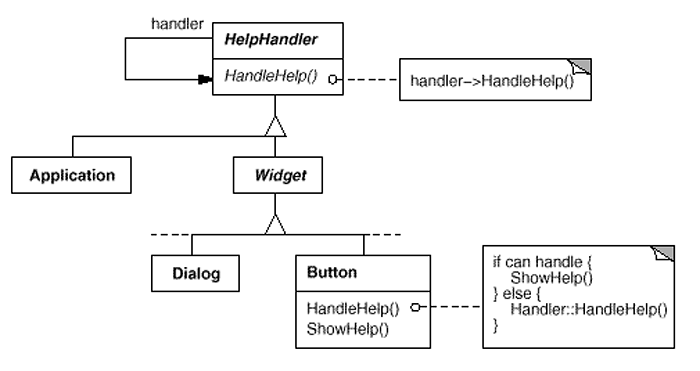 handler
HelpHandler
HandleHelp()
handler->HandleHelp()
Application
Widget
Dialog
Button
HandleHelp()
ShowHelp()
if can handle {
ShowHelp()
} else {
Handler::HandleHelp()
}